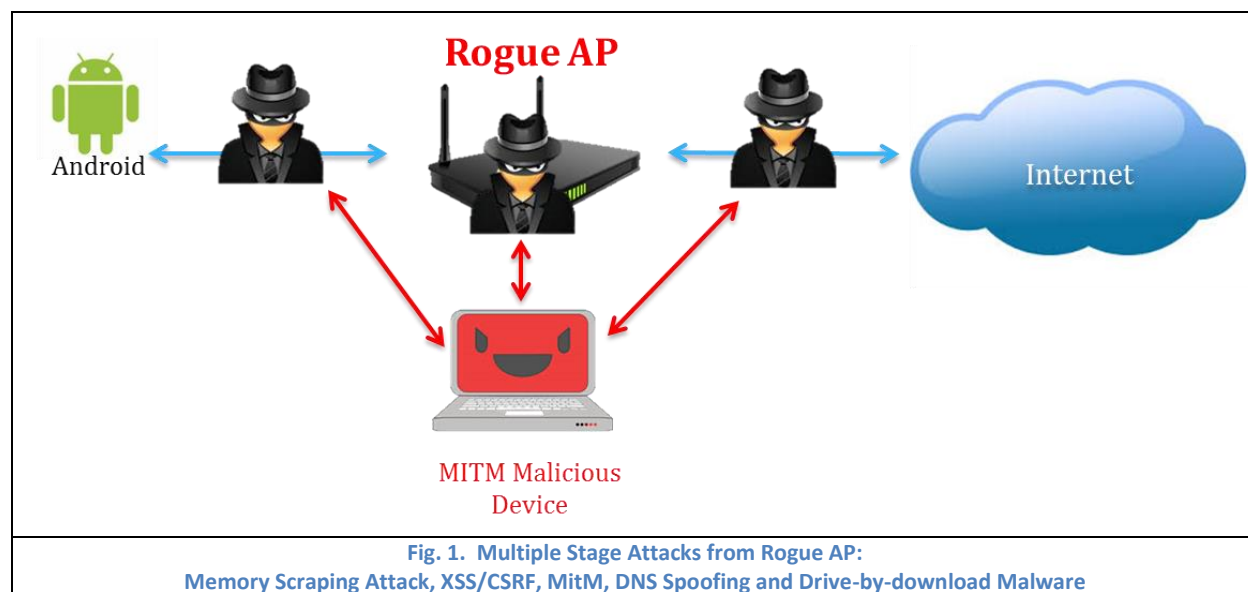 Rogue AP
Android
Internet
MITM Malicious
Device
Fig. 1. Multiple Stage Attacks from Rogue AP:
Memory Scraping Attack, XSS/CSRF, MitM, DNS Spoofing and Drive-by-download Malware